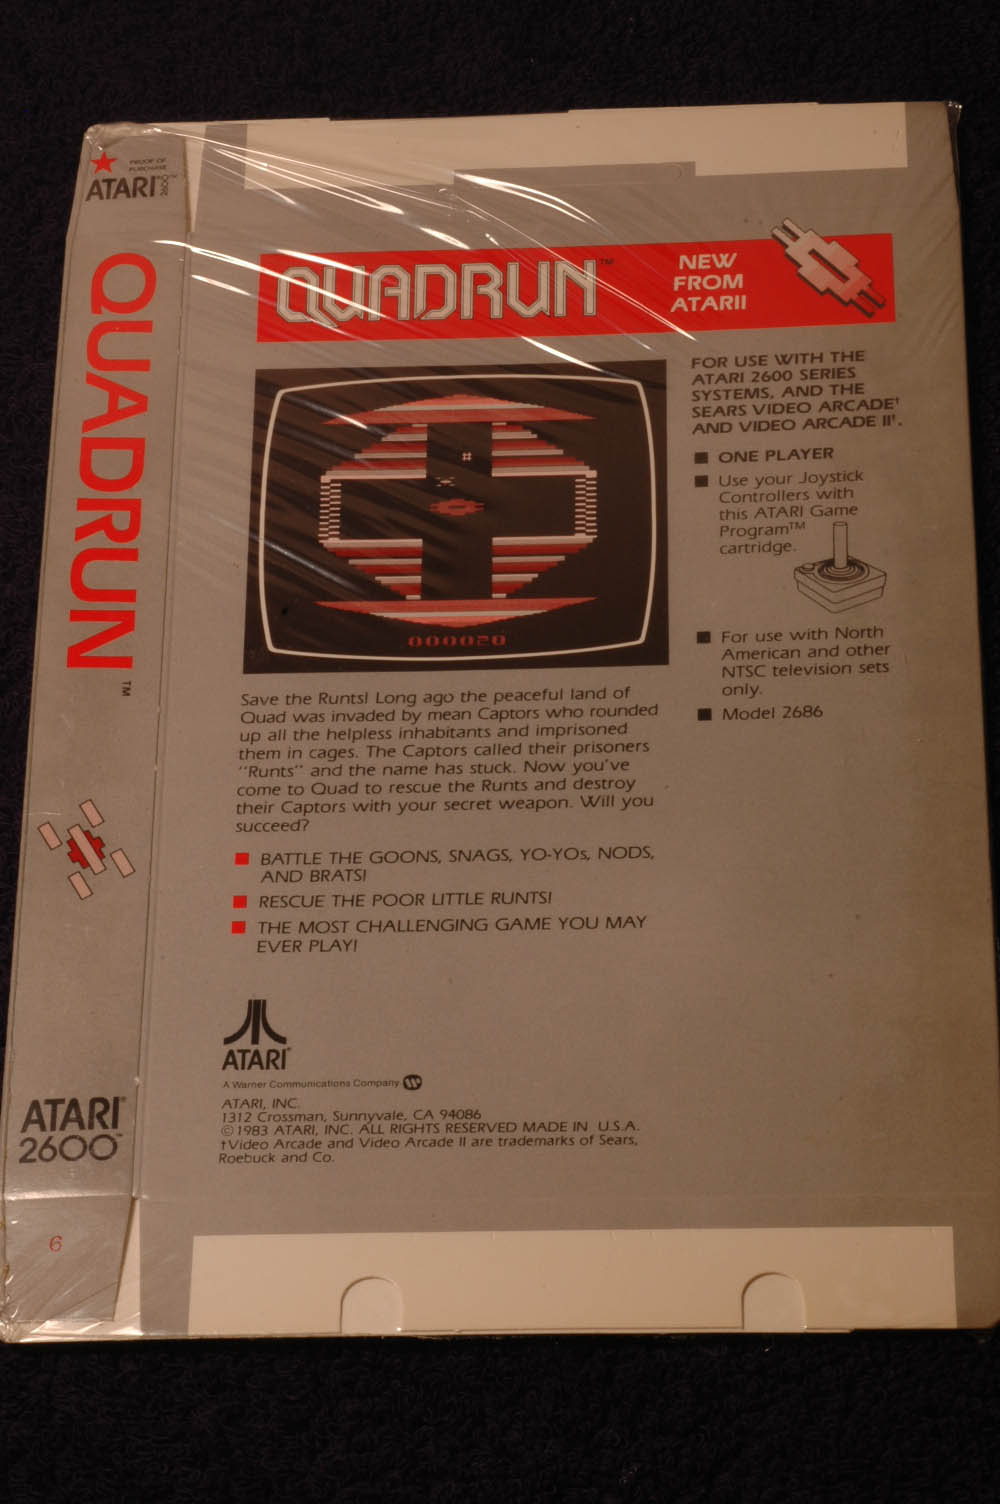 PROOF OF
PURCHASE
ATARI®
QUADRUN™
ATARI®
2600™
6
QUADRUN™
NEW
FROM
ATARI!
FOR USE WITH THE
ATARI 2600 SERIES
SYSTEMS, AND THE
SEARS VIDEO ARCADE†
AND VIDEO ARCADE II†.
ONE PLAYER
Use your Joystick
Controllers with
this ATARI Game
Program™
cartridge.
For use with North
American and other
NTSC television sets
only.
Model 2686
000020
Save the Runts! Long ago the peaceful land of
Quad was invaded by mean Captors who rounded
up all the helpless inhabitants and imprisoned
them in cages. The Captors called their prisoners
"Runts" and the name has stuck. Now you've
come to Quad to rescue the Runts and destroy
their Captors with your secret weapon. Will you
succeed?
BATTLE THE GOONS, SNAGS, YO-YOs, NODS,
AND BRATS!
RESCUE THE POOR LITTLE RUNTS!
THE MOST CHALLENGING GAME YOU MAY
EVER PLAY!
ATARI®
A Warner Communications Company
ATARI, INC.
1312 Crossman, Sunnyvale, CA 94086
©1983 ATARI, INC. ALL RIGHTS RESERVED MADE IN U.S.A.
†Video Arcade and Video Arcade II are trademarks of Sears,
Roebuck and Co.